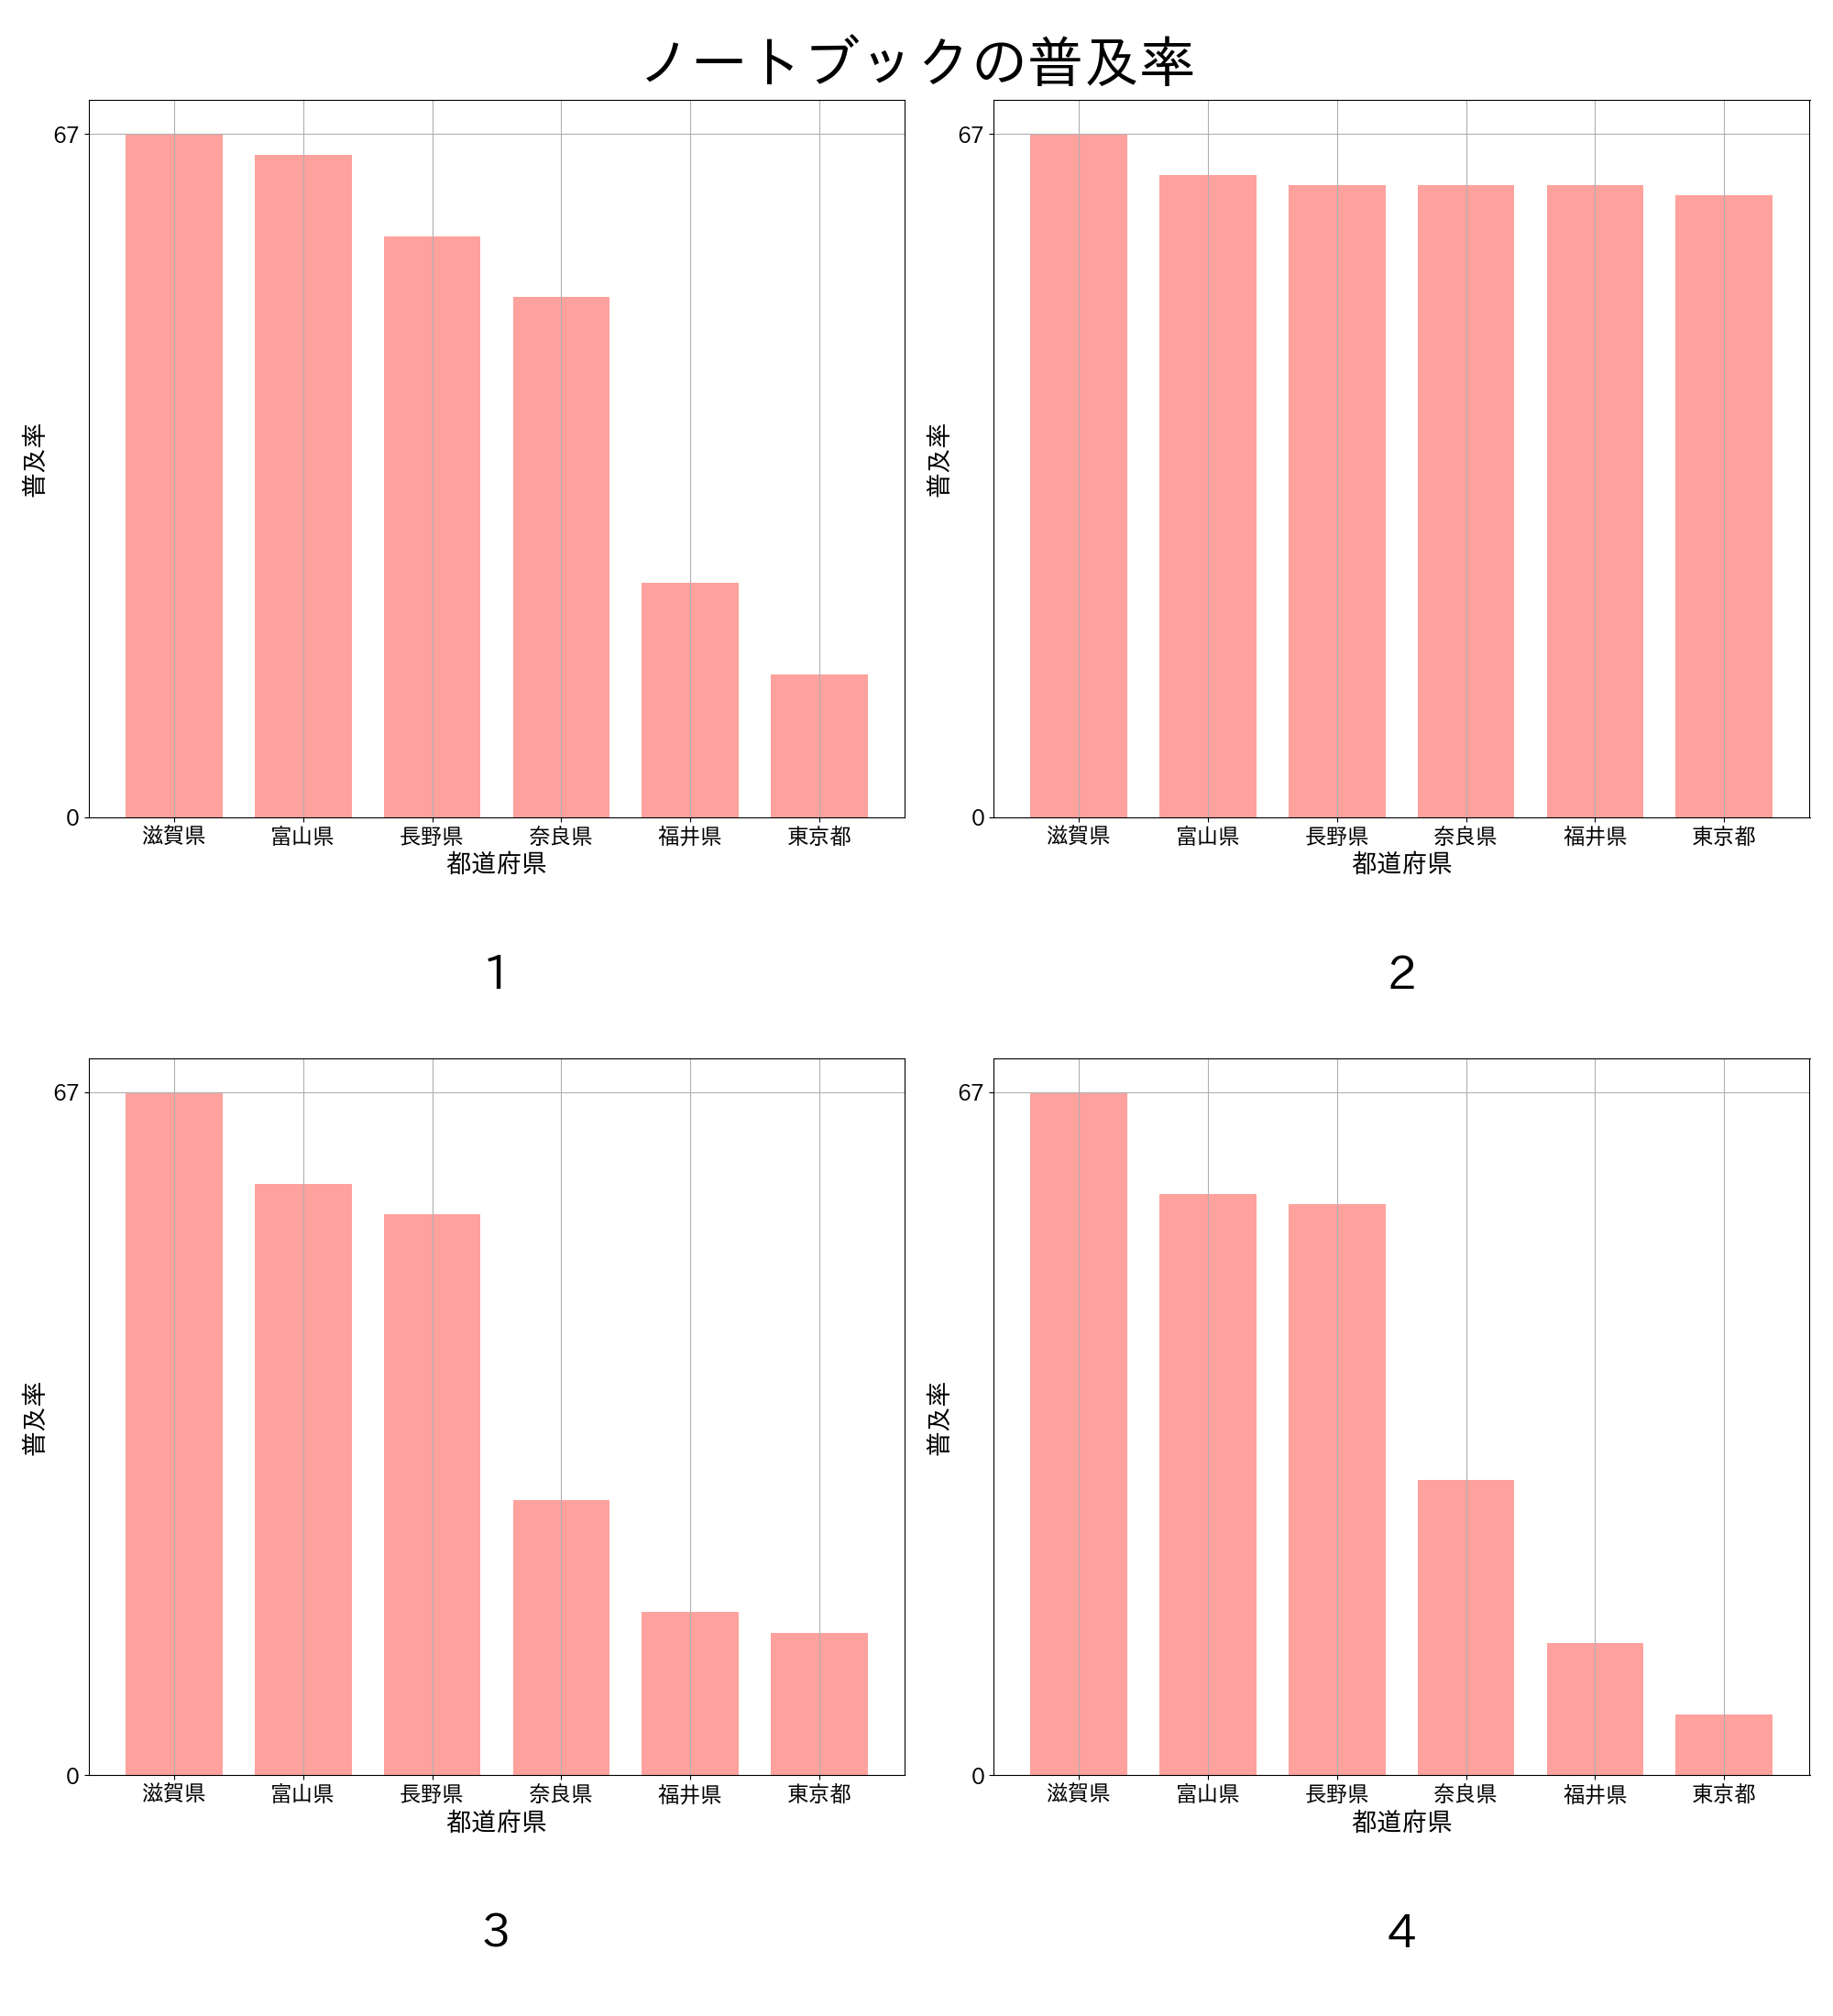 ノートブックの普及率
67
0
普及率
滋賀県 富山県 長野県 奈良県 福井県 東京都
都道府県
1
67
0
普及率
滋賀県 富山県 長野県 奈良県 福井県 東京都
都道府県
2
67
0
普及率
滋賀県 富山県 長野県 奈良県 福井県 東京都
都道府県
3
67
0
普及率
滋賀県 富山県 長野県 奈良県 福井県 東京都
都道府県
4